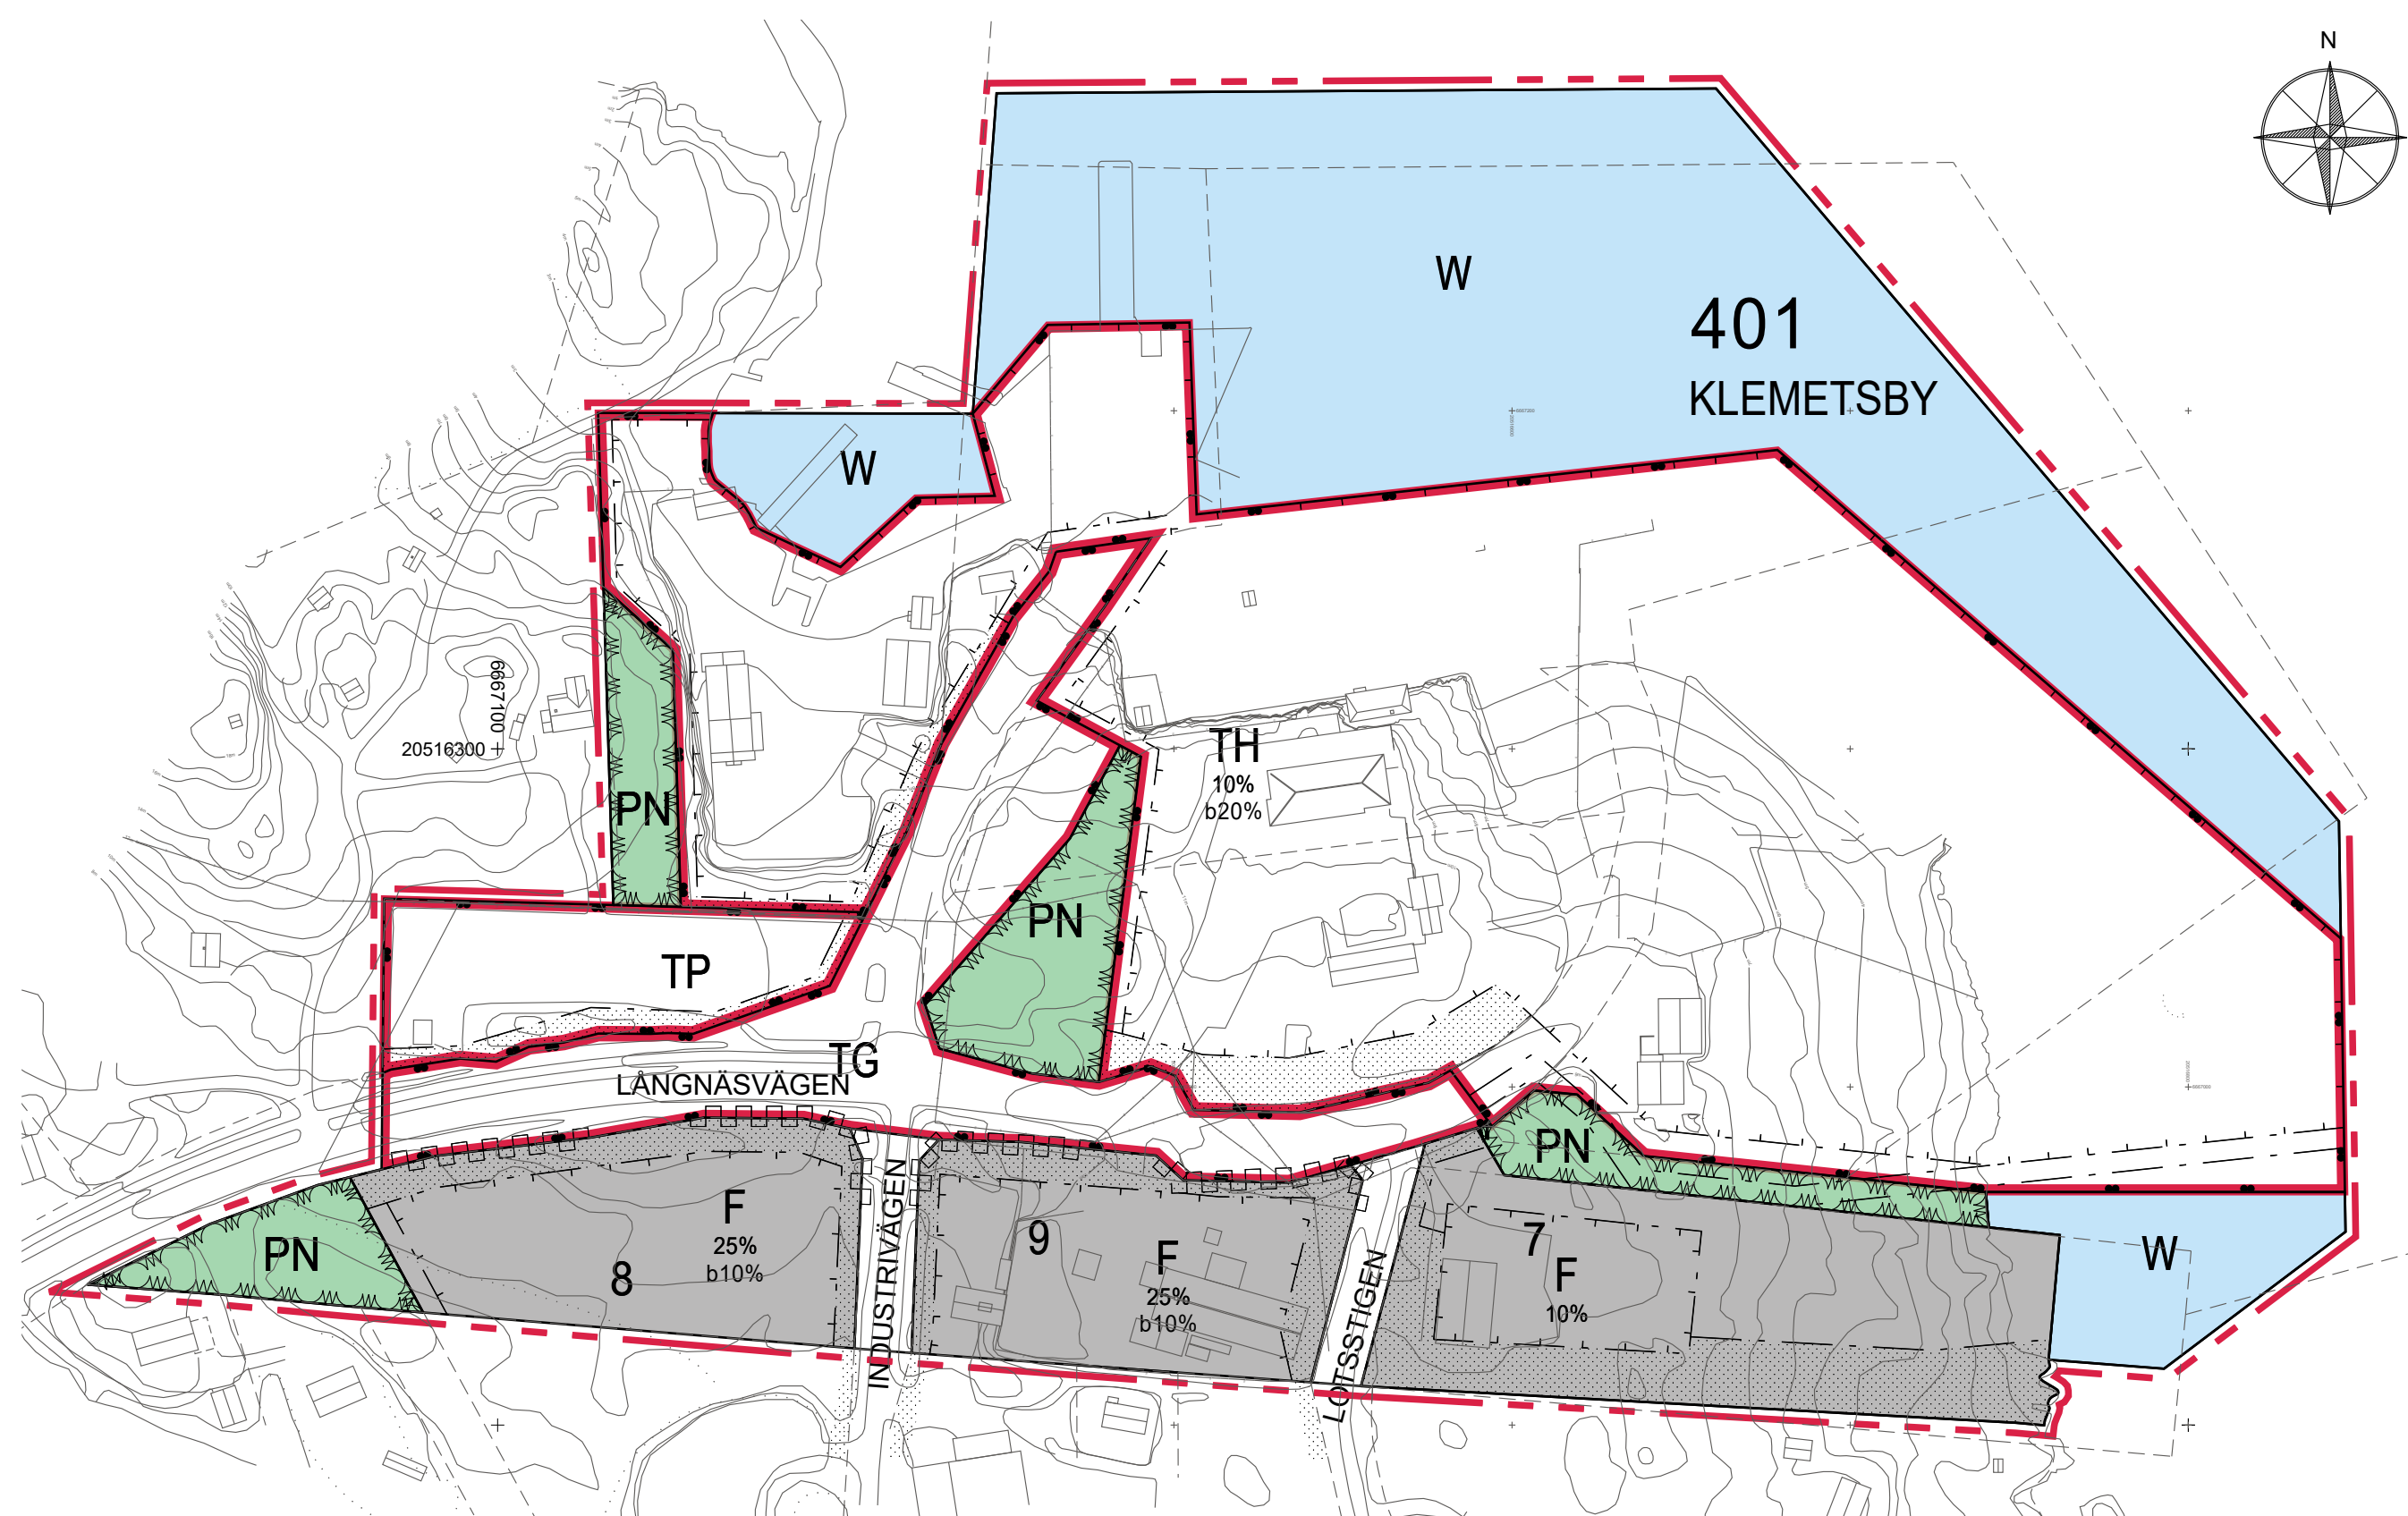 N
W
401
KLEMETSBY
W
6667100
20516300
TH
10%
b20%
PN
PN
TP
TG
LÅNGNÄSVÄGEN
PN
F
25%
b10%
8
INDUSTRIVÄGEN
9
F
25%
b10%
LOTSSTIGEN
7
F
10%
W
PN